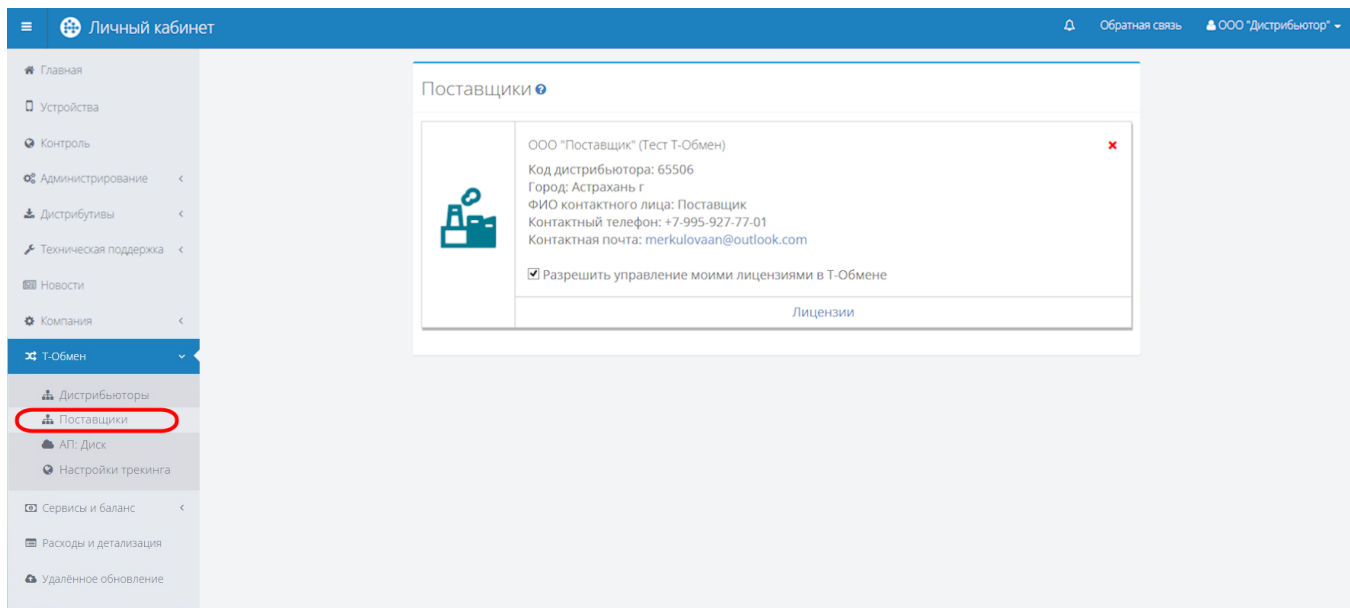 Личный кабинет
Обратная связь
ООО "Дистрибьютор"
Главная
Устройства
Контроль
Администрирование
Дистрибутивы
Техническая поддержка
Новости
Компания
Т-Обмен
Дистрибьюторы
Поставщики
АП: Диск
Настройки трекинга
Сервисы и баланс
Расходы и детализация
Удалённое обновление
Поставщики
ООО "Поставщик" (Тест Т-Обмен)
Код дистрибьютора: 65506
Город: Астрахань г
ФИО контактного лица: Поставщик
Контактный телефон: +7-995-927-77-01
Контактная почта: merkulovaan@outlook.com
Разрешить управление моими лицензиями в Т-Обмене
Лицензии